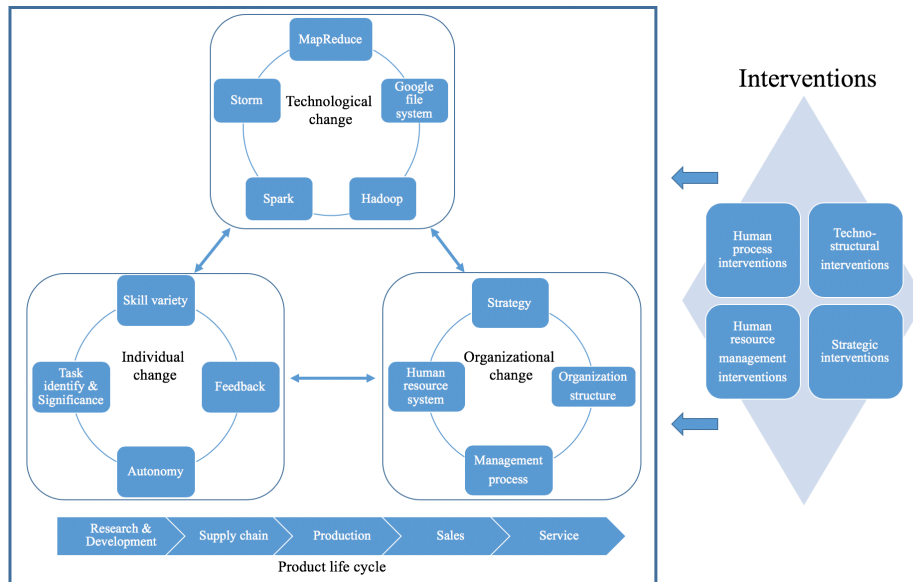 MapReduce
Storm
Technological
change
Google
file
system
Spark
Hadoop
Skill variety
Task
identify &
Significance
Individual
change
Feedback
Autonomy
Strategy
Human
resource
system
Organizational
change
Organization
structure
Management
process
Research &
Development
Supply chain
Production
Sales
Service
Product life cycle
Interventions
Human
process
interventions
Techno-
structural
interventions
Human
resource
management
interventions
Strategic
interventions